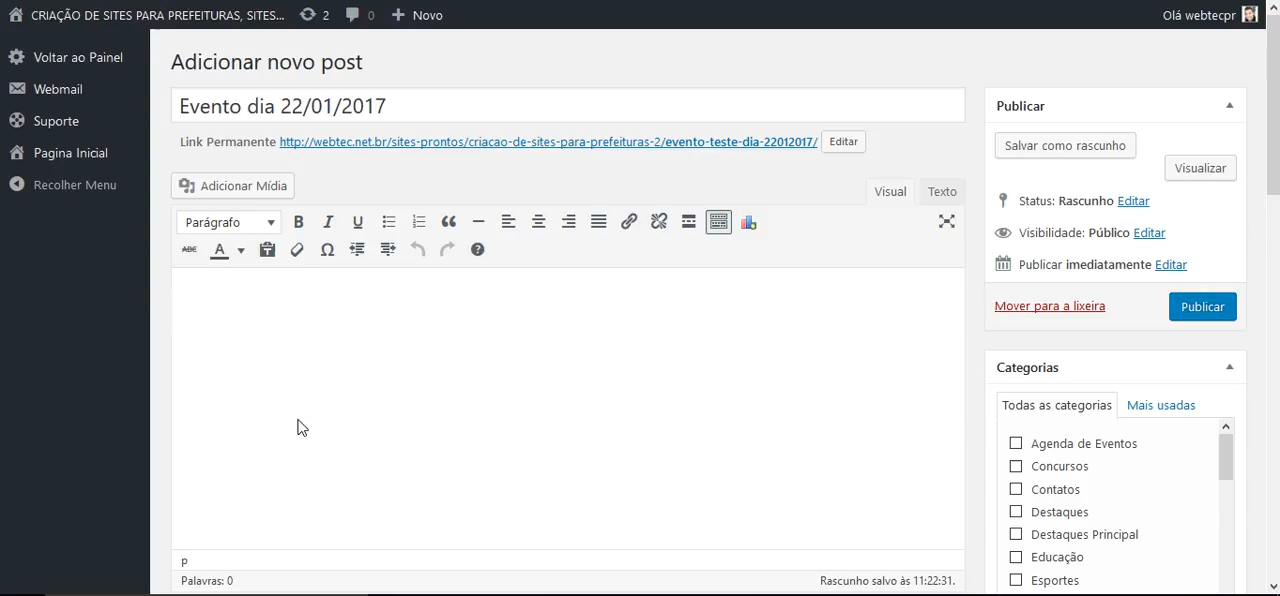 CRIAÇÃO DE SITES PARA PREFEITURAS, SITES... 2 0 Novo Olá webtecpr
Voltar ao Painel
Webmail
Suporte
Pagina Inicial
Recolher Menu
Adicionar novo post
Evento dia 22/01/2017
Link Permanente http://webtec.net.br/sites-prontos/criacao-de-sites-para-prefeituras-2/evento-teste-dia-22012017/ Editar
Adicionar Mídia
Visual Texto
Parágrafo B I U
ABC A Ω
p
Palavras: 0 Rascunho salvo às 11:22:31.
Publicar
Salvar como rascunho
Visualizar
Status: Rascunho Editar
Visibilidade: Público Editar
Publicar imediatamente Editar
Mover para a lixeira Publicar
Categorias
Todas as categorias Mais usadas
Agenda de Eventos
Concursos
Contatos
Destaques
Destaques Principal
Educação
Esportes